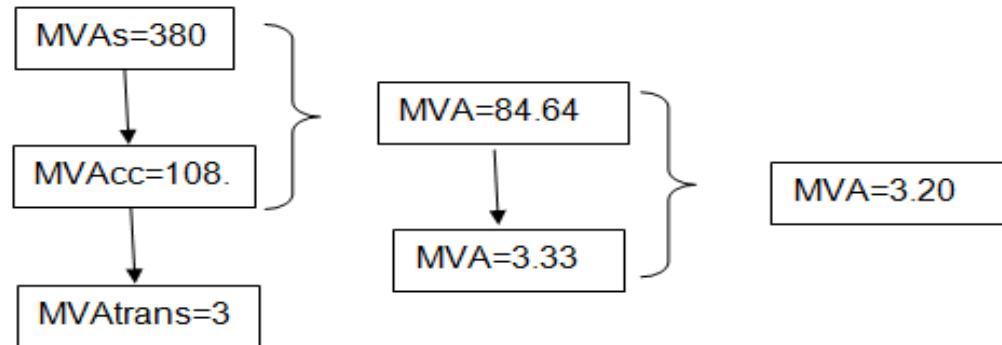 MVAs=380
MVAcc=108.
MVAtrans=3
MVA=84.64
MVA=3.33
MVA=3.20